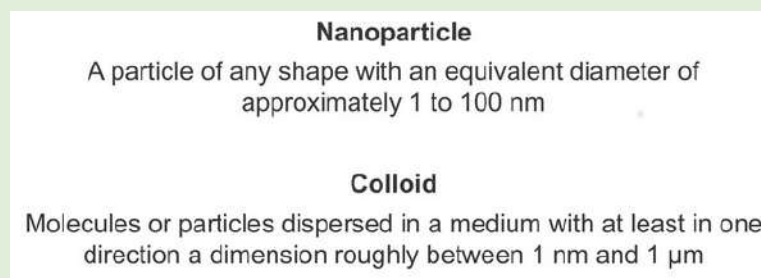 Nanoparticle
A particle of any shape with an equivalent diameter of
approximately 1 to 100 nm
Colloid
Molecules or particles dispersed in a medium with at least in one
direction a dimension roughly between 1 nm and 1 μm